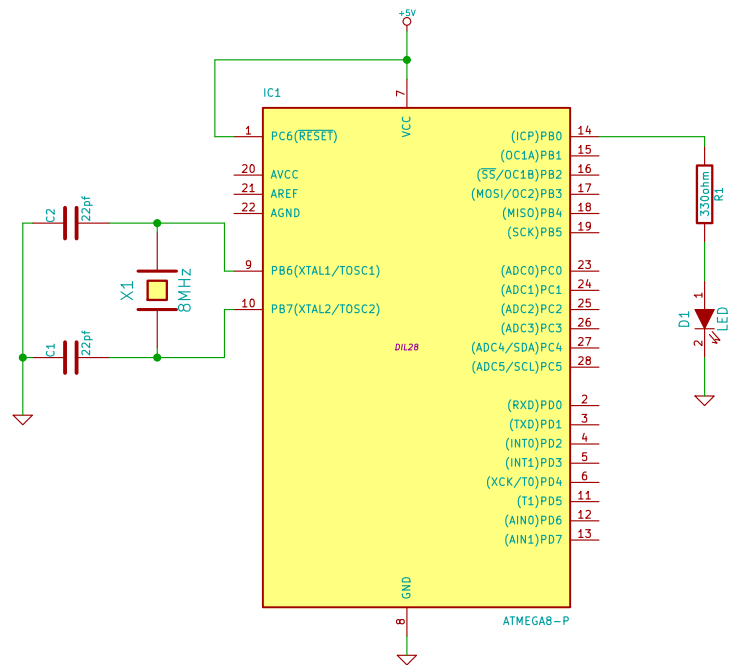 +5V
IC1
7
VCC
1 PC6(RESET)
20 AVCC
21 AREF
22 AGND
9 PB6(XTAL1/TOSC1)
10 PB7(XTAL2/TOSC2)
C2
22pf
X1
8MHz
C1
22pf
DIL28
(ICP)PB0 14
(OC1A)PB1 15
(SS/OC1B)PB2 16
(MOSI/OC2)PB3 17
(MISO)PB4 18
(SCK)PB5 19
(ADC0)PC0 23
(ADC1)PC1 24
(ADC2)PC2 25
(ADC3)PC3 26
(ADC4/SDA)PC4 27
(ADC5/SCL)PC5 28
(RXD)PD0 2
(TXD)PD1 3
(INT0)PD2 4
(INT1)PD3 5
(XCK/T0)PD4 6
(T1)PD5 11
(AIN0)PD6 12
(AIN1)PD7 13
GND
8
ATMEGA8-P
330ohm
R1
1
D1
LED
2